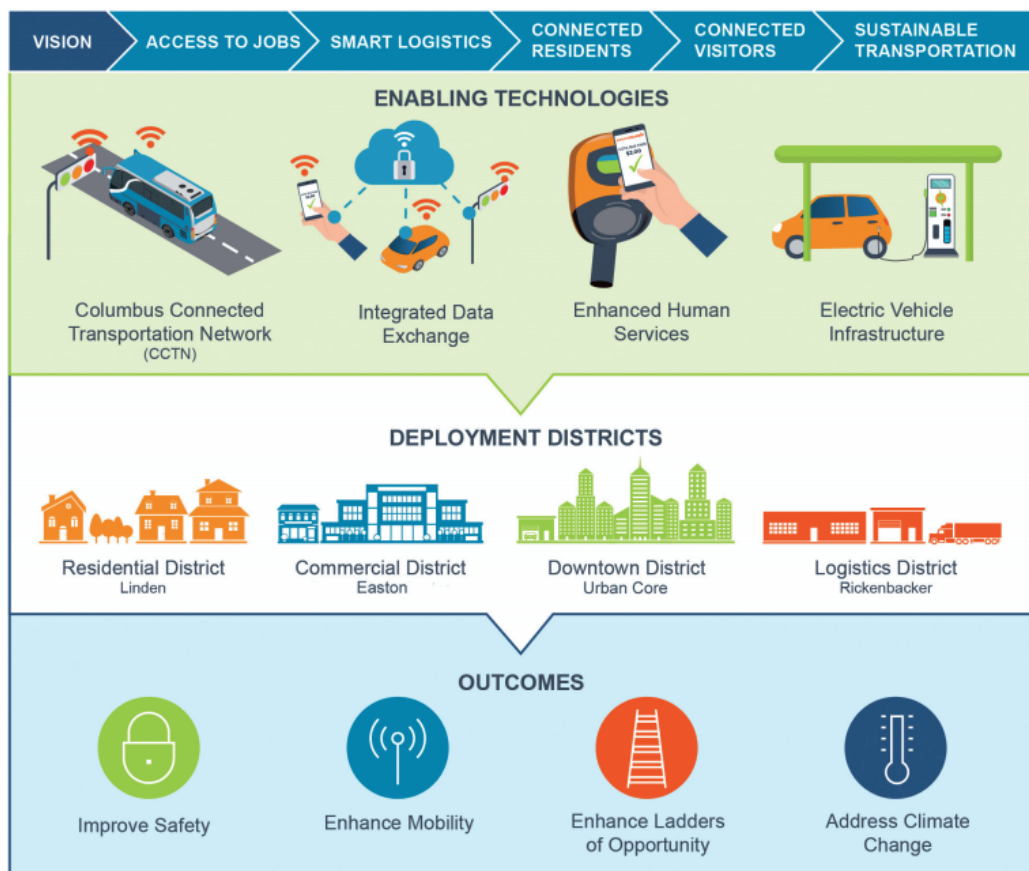 VISION
ACCESS TO JOBS
SMART LOGISTICS
CONNECTED
RESIDENTS
CONNECTED
VISITORS
SUSTAINABLE
TRANSPORTATION
ENABLING TECHNOLOGIES
$2.00
Columbus Connected
Transportation Network
(CCTN)
Integrated Data
Exchange
Enhanced Human
Services
Electric Vehicle
Infrastructure
DEPLOYMENT DISTRICTS
Residential District
Linden
Commercial District
Easton
Downtown District
Urban Core
Logistics District
Rickenbacker
OUTCOMES
Improve Safety
Enhance Mobility
Enhance Ladders
of Opportunity
Address Climate
Change